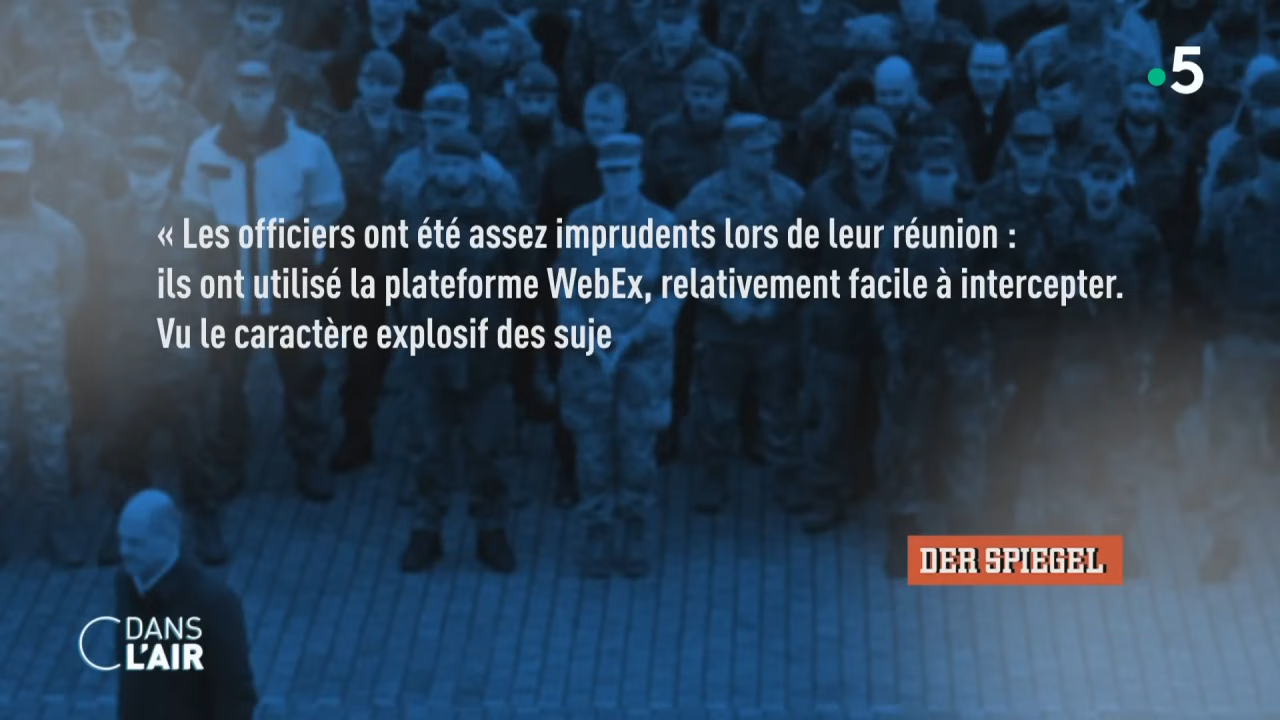 5
« Les officiers ont été assez imprudents lors de leur réunion :
ils ont utilisé la plateforme WebEx, relativement facile à intercepter.
Vu le caractère explosif des suje
DER SPIEGEL
C DANS
L'AIR